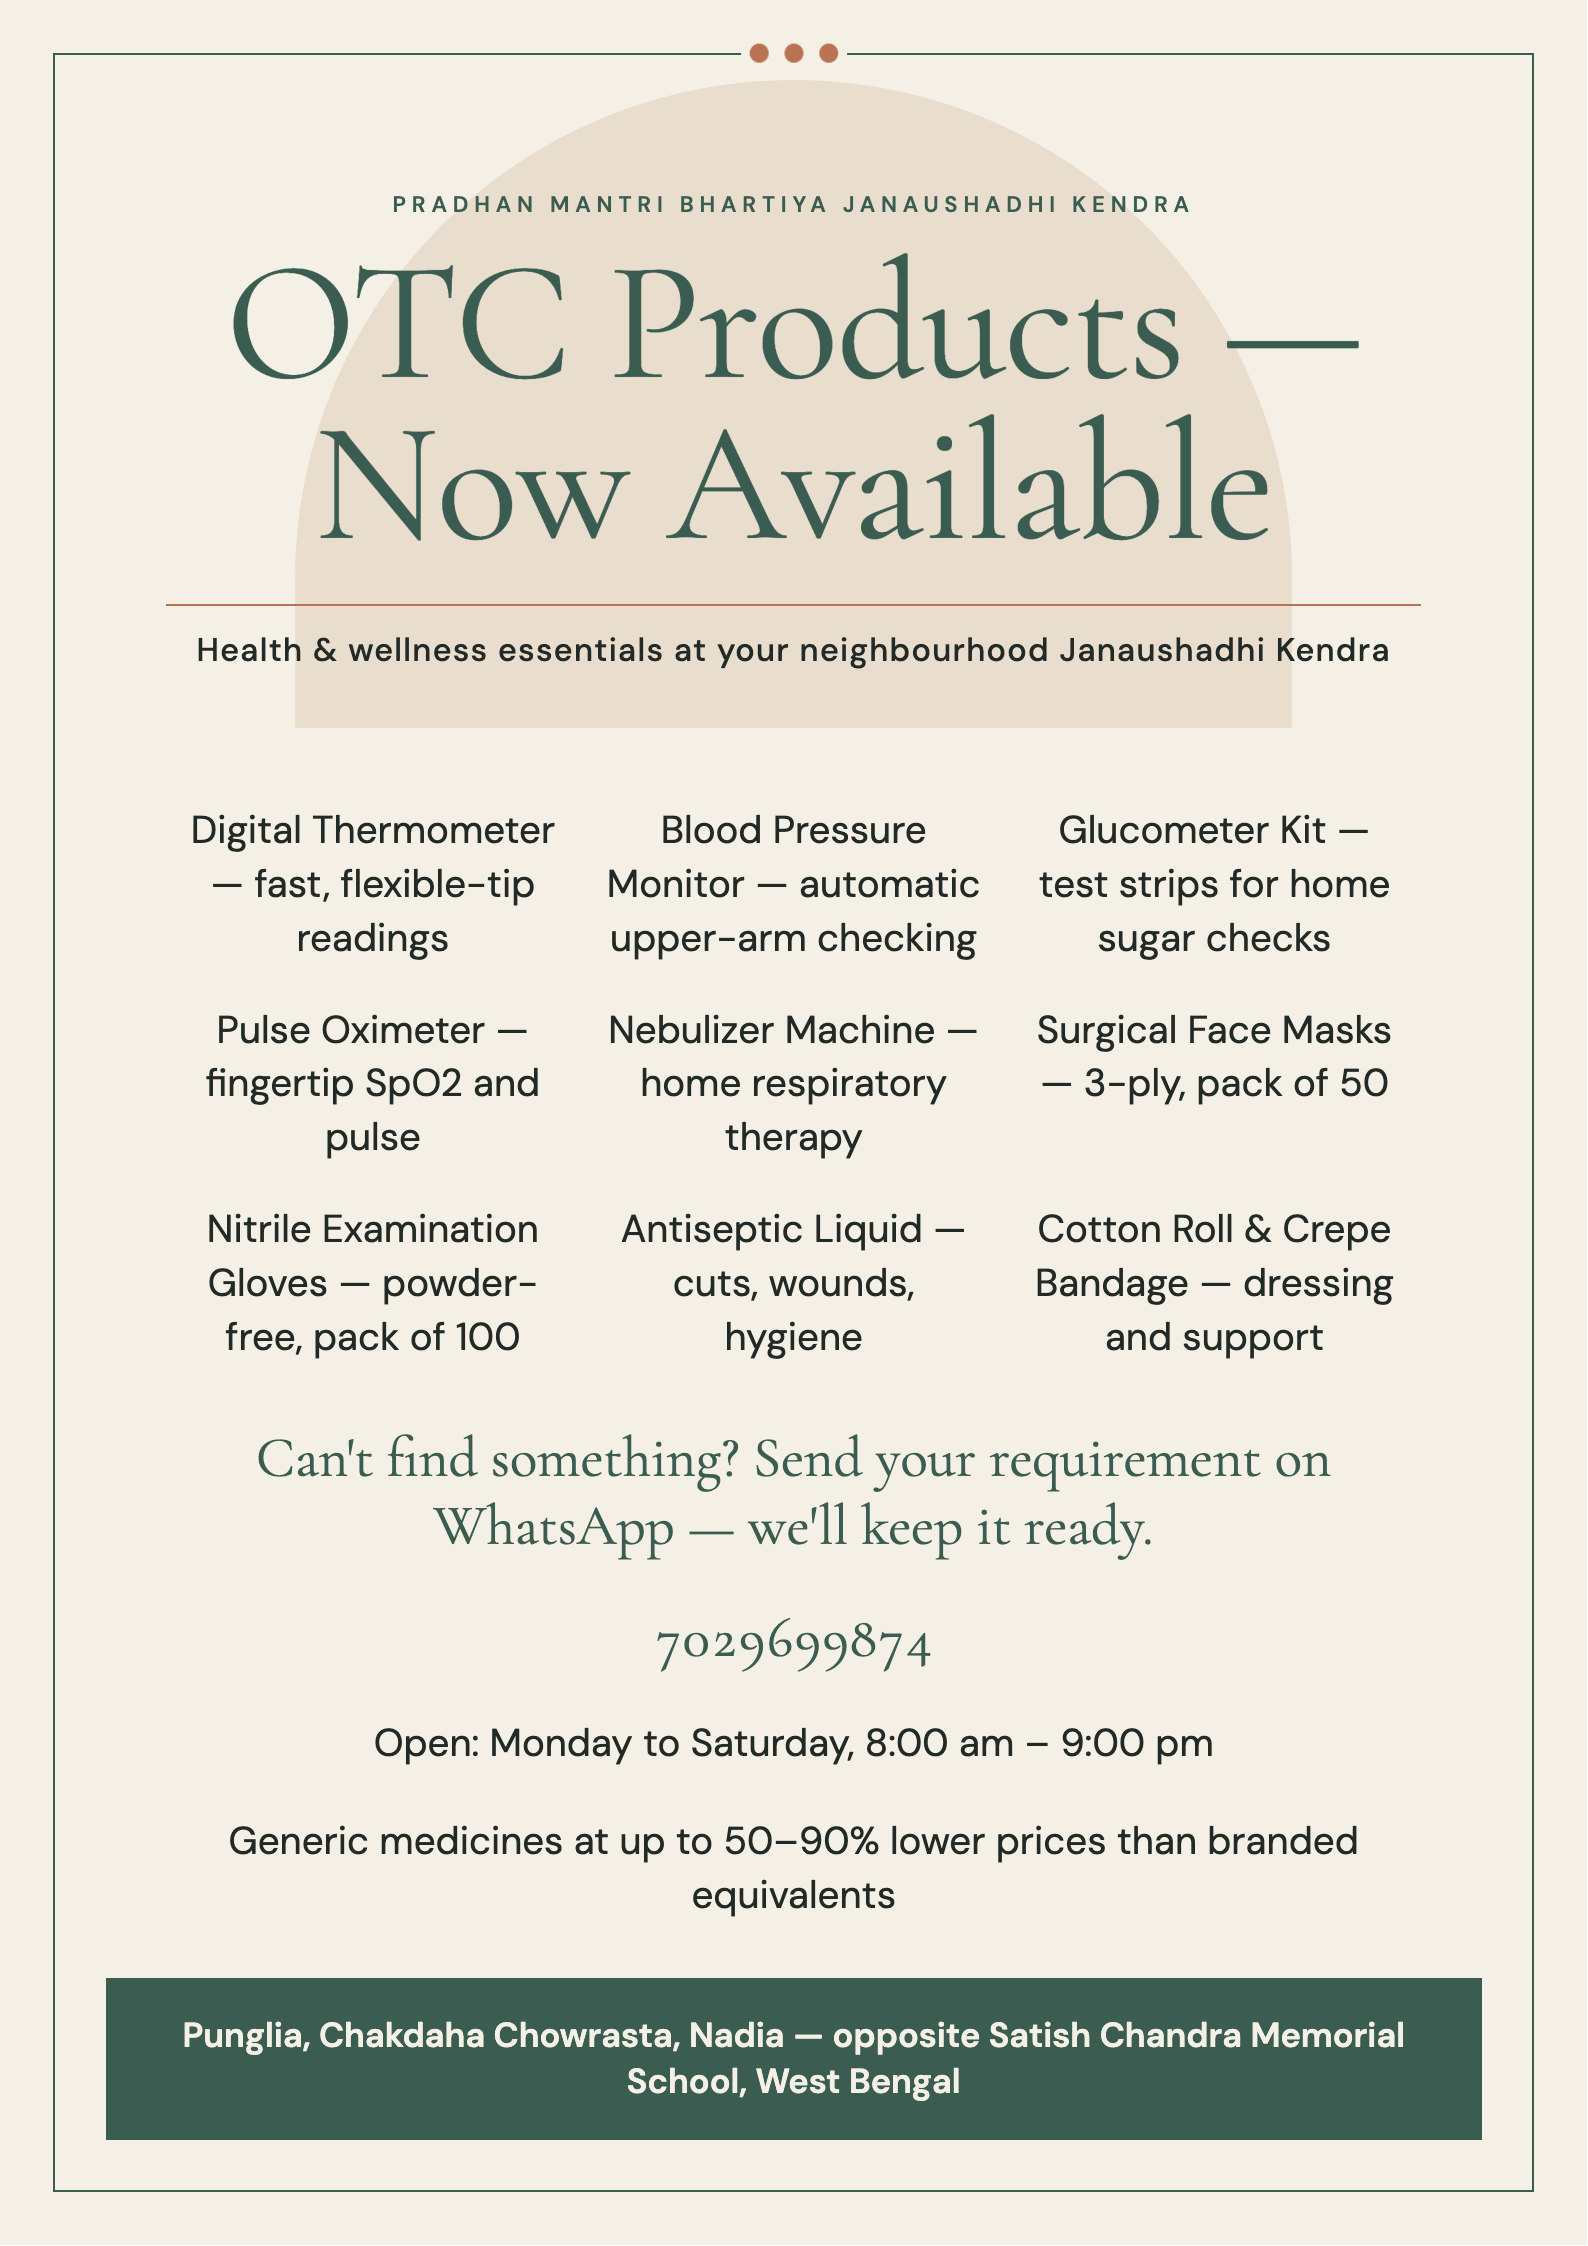 PRADHAN MANTRI BHARTIYA JANAUSHADHI KENDRA
OTC Products —
Now Available
Health & wellness essentials at your neighbourhood Janaushadhi Kendra
Digital Thermometer
— fast, flexible-tip
readings
Blood Pressure
Monitor — automatic
upper-arm checking
Glucometer Kit —
test strips for home
sugar checks
Pulse Oximeter —
fingertip SpO2 and
pulse
Nebulizer Machine —
home respiratory
therapy
Surgical Face Masks
— 3-ply, pack of 50
Nitrile Examination
Gloves — powder-
free, pack of 100
Antiseptic Liquid —
cuts, wounds,
hygiene
Cotton Roll & Crepe
Bandage — dressing
and support
Can't find something? Send your requirement on
WhatsApp — we'll keep it ready.
7029699874
Open: Monday to Saturday, 8:00 am – 9:00 pm
Generic medicines at up to 50–90% lower prices than branded
equivalents
Punglia, Chakdaha Chowrasta, Nadia — opposite Satish Chandra Memorial
School, West Bengal